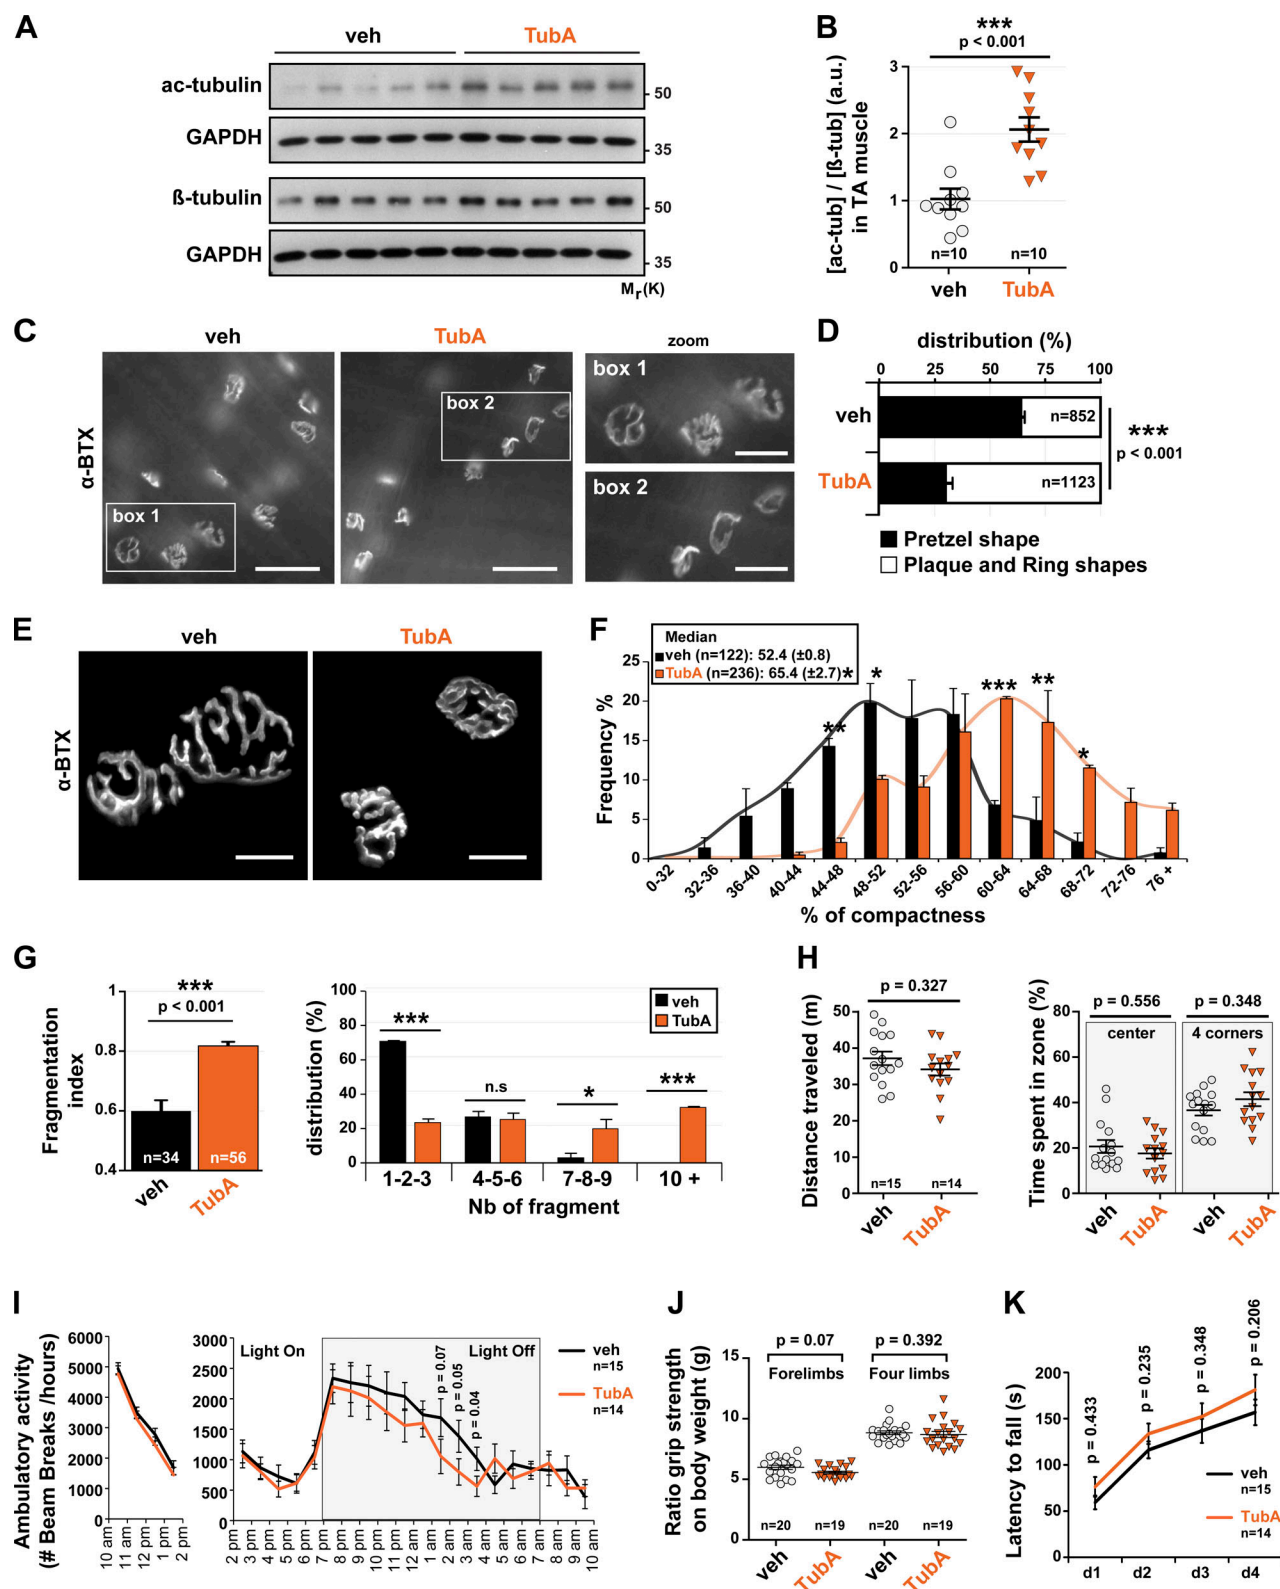 A
veh
TubA
ac-tubulin
50
GAPDH
35
ß-tubulin
50
GAPDH
35
Mr(K)
B
***
p < 0.001
[ac-tub] / [ß-tub] (a.u.)
in TA muscle
3
2
1
0
n=10
n=10
veh
TubA
C
veh
TubA
zoom
α-BTX
box 1
box 2
box 1
box 2
D
distribution (%)
0 25 50 75 100
veh
n=852
TubA
n=1123
***
p < 0.001
Pretzel shape
Plaque and Ring shapes
E
veh
TubA
α-BTX
F
Median
veh (n=122): 52.4 (±0.8)
TubA (n=236): 65.4 (±2.7)*
Frequency %
25
20
15
10
5
0
**
*
***
**
*
0-32 32-36 36-40 40-44 44-48 48-52 52-56 56-60 60-64 64-68 68-72 72-76 76 +
% of compactness
G
Fragmentation
index
1
0.8
0.6
0.4
***
p < 0.001
n=34
n=56
veh
TubA
distribution (%)
100
80
60
40
20
0
veh
TubA
***
n.s
*
***
1-2-3 4-5-6 7-8-9 10 +
Nb of fragment
H
Distance traveled (m)
50
40
30
20
10
0
p = 0.327
n=15
n=14
veh
TubA
Time spent in zone (%)
80
60
40
20
0
p = 0.556
p = 0.348
center
4 corners
veh
TubA
veh
TubA
I
Ambulatory activity
(# Beam Breaks /hours)
6000
5000
4000
3000
2000
1000
0
10 am 11 am 12 pm 1 pm 2 pm
3000
2500
2000
1500
1000
500
0
Light On
Light Off
p = 0.07
p = 0.05
p = 0.04
veh
n=15
TubA
n=14
2 pm 3 pm 4 pm 5 pm 6 pm 7 pm 8 pm 9 pm 10 pm 11 pm 12 am 1 am 2 am 3 am 4 am 5 am 6 am 7 am 8 am 9 am 10 am
J
Ratio grip strength
on body weight (g)
15
10
5
0
p = 0.07
p = 0.392
Forelimbs
Four limbs
n=20
n=19
n=20
n=19
veh
TubA
veh
TubA
K
Latency to fall (s)
200
150
100
50
0
p = 0.433
p = 0.235
p = 0.348
p = 0.206
veh
n=15
TubA
n=14
d1 d2 d3 d4